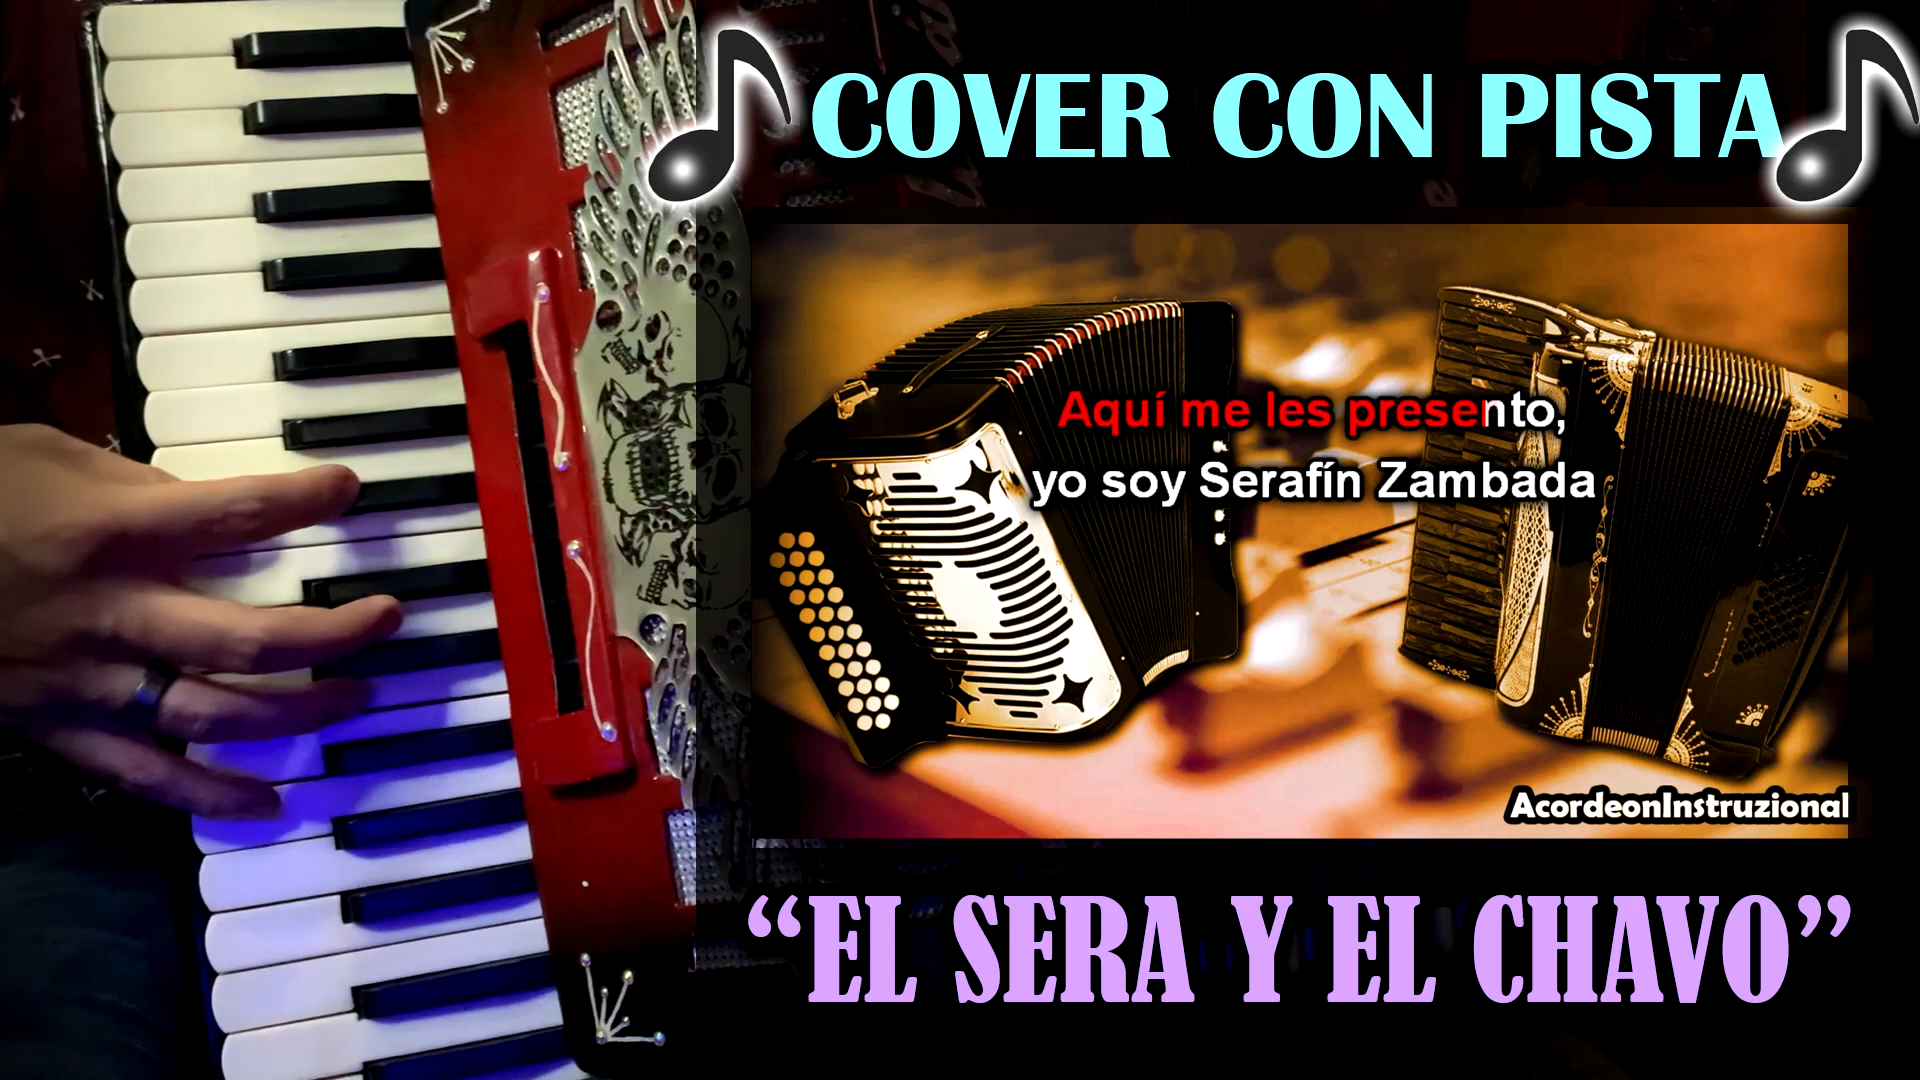 COVER CON PISTA
Aquí me les presento,
yo soy Serafín Zambada
AcordeonInstruzional
“EL SERA Y EL CHAVO”